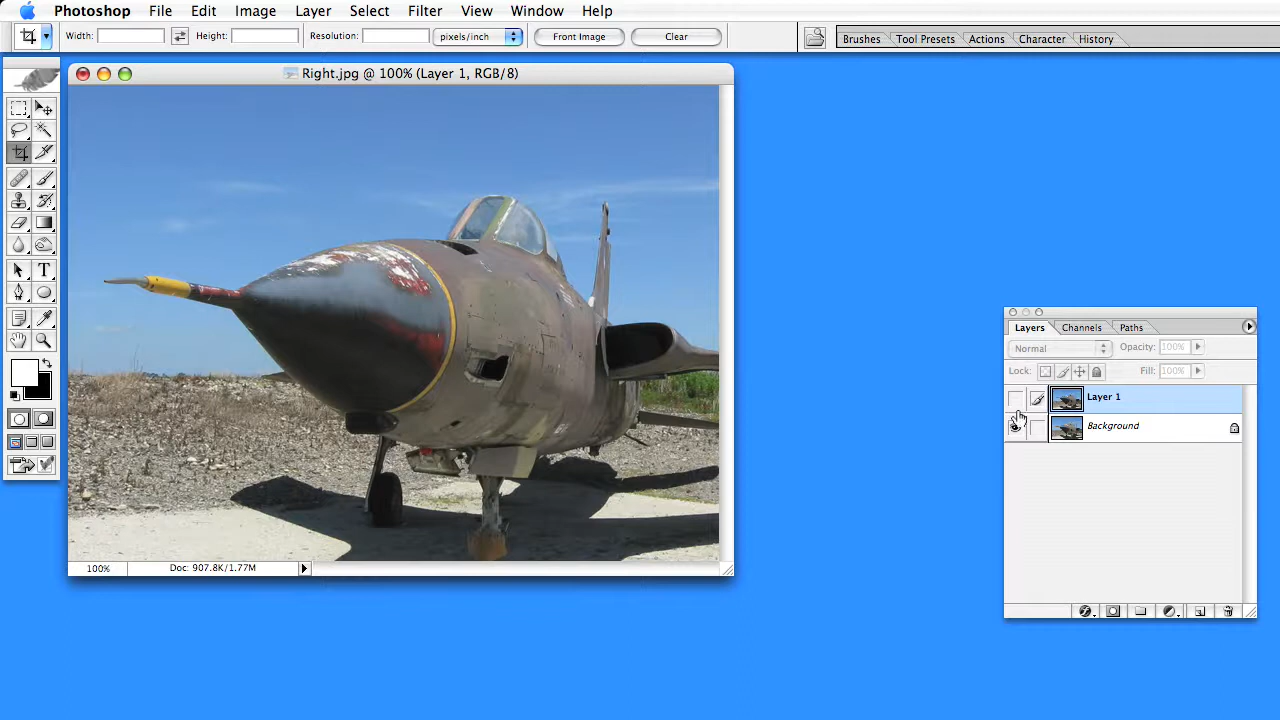 Photoshop File Edit Image Layer Select Filter View Window Help
Width: Height: Resolution: pixels/inch Front Image Clear Brushes Tool Presets Actions Character History
Right.jpg @ 100% (Layer 1, RGB/8)
T
Layers Channels Paths
Normal Opacity: 100%
Lock: Fill: 100%
Layer 1
Background
100% Doc: 907.8K/1.77M